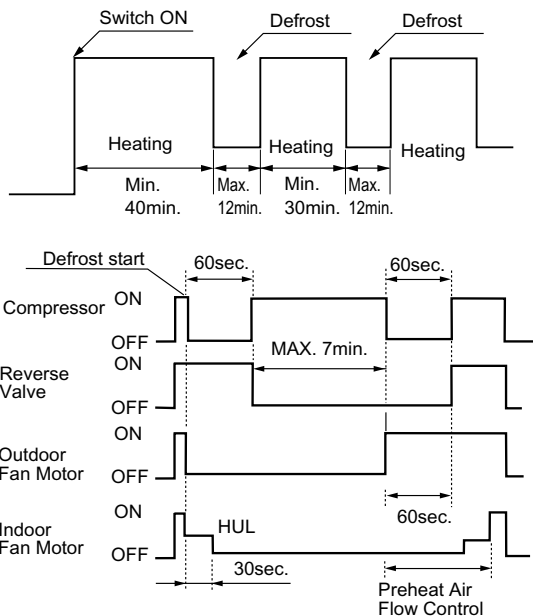 Switch ON
Defrost
Defrost
Heating
Heating
Heating
Min.
40min.
Max.
12min.
Min.
30min.
Max.
12min.
Defrost start
60sec.
60sec.
Compressor
ON
OFF
MAX. 7min.
Reverse
Valve
ON
OFF
Outdoor
Fan Motor
ON
OFF
60sec.
Indoor
Fan Motor
ON
OFF
HUL
30sec.
Preheat Air
Flow Control